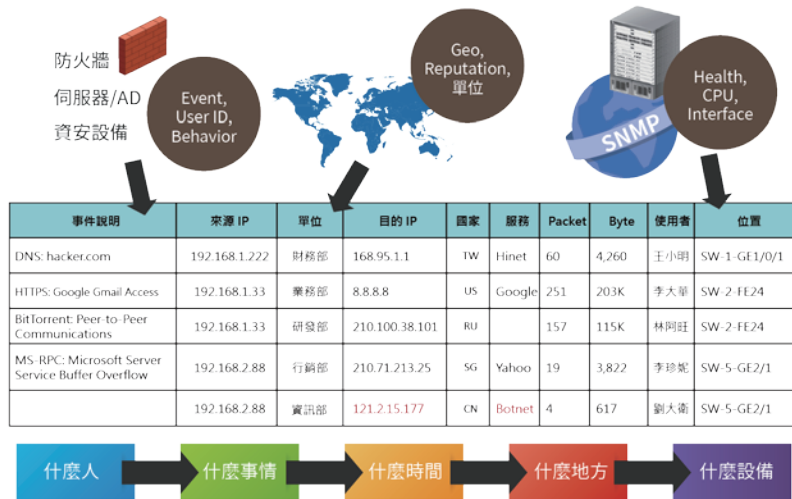 防火牆
伺服器/AD
資安設備
Event,
User ID,
Behavior
Geo,
Reputation,
單位
SNMP
Health,
CPU,
Interface
事件說明 來源 IP 單位 目的 IP 國家 服務 Packet Byte 使用者 位置
DNS: hacker.com 192.168.1.222 財務部 168.95.1.1 TW Hinet 60 4,260 王小明 SW-1-GE1/0/1
HTTPS: Google Gmail Access 192.168.1.33 業務部 8.8.8.8 US Google 251 203K 李大華 SW-2-FE24
BitTorrent: Peer-to-Peer
Communications 192.168.1.33 研發部 210.100.38.101 RU 157 115K 林阿旺 SW-2-FE24
MS-RPC: Microsoft Server
Service Buffer Overflow 192.168.2.88 行銷部 210.71.213.25 SG Yahoo 19 3,822 李珍妮 SW-5-GE2/1
192.168.2.88 資訊部 121.2.15.177 CN Botnet 4 617 劉大衛 SW-5-GE2/1
什麼人 什麼事情 什麼時間 什麼地方 什麼設備